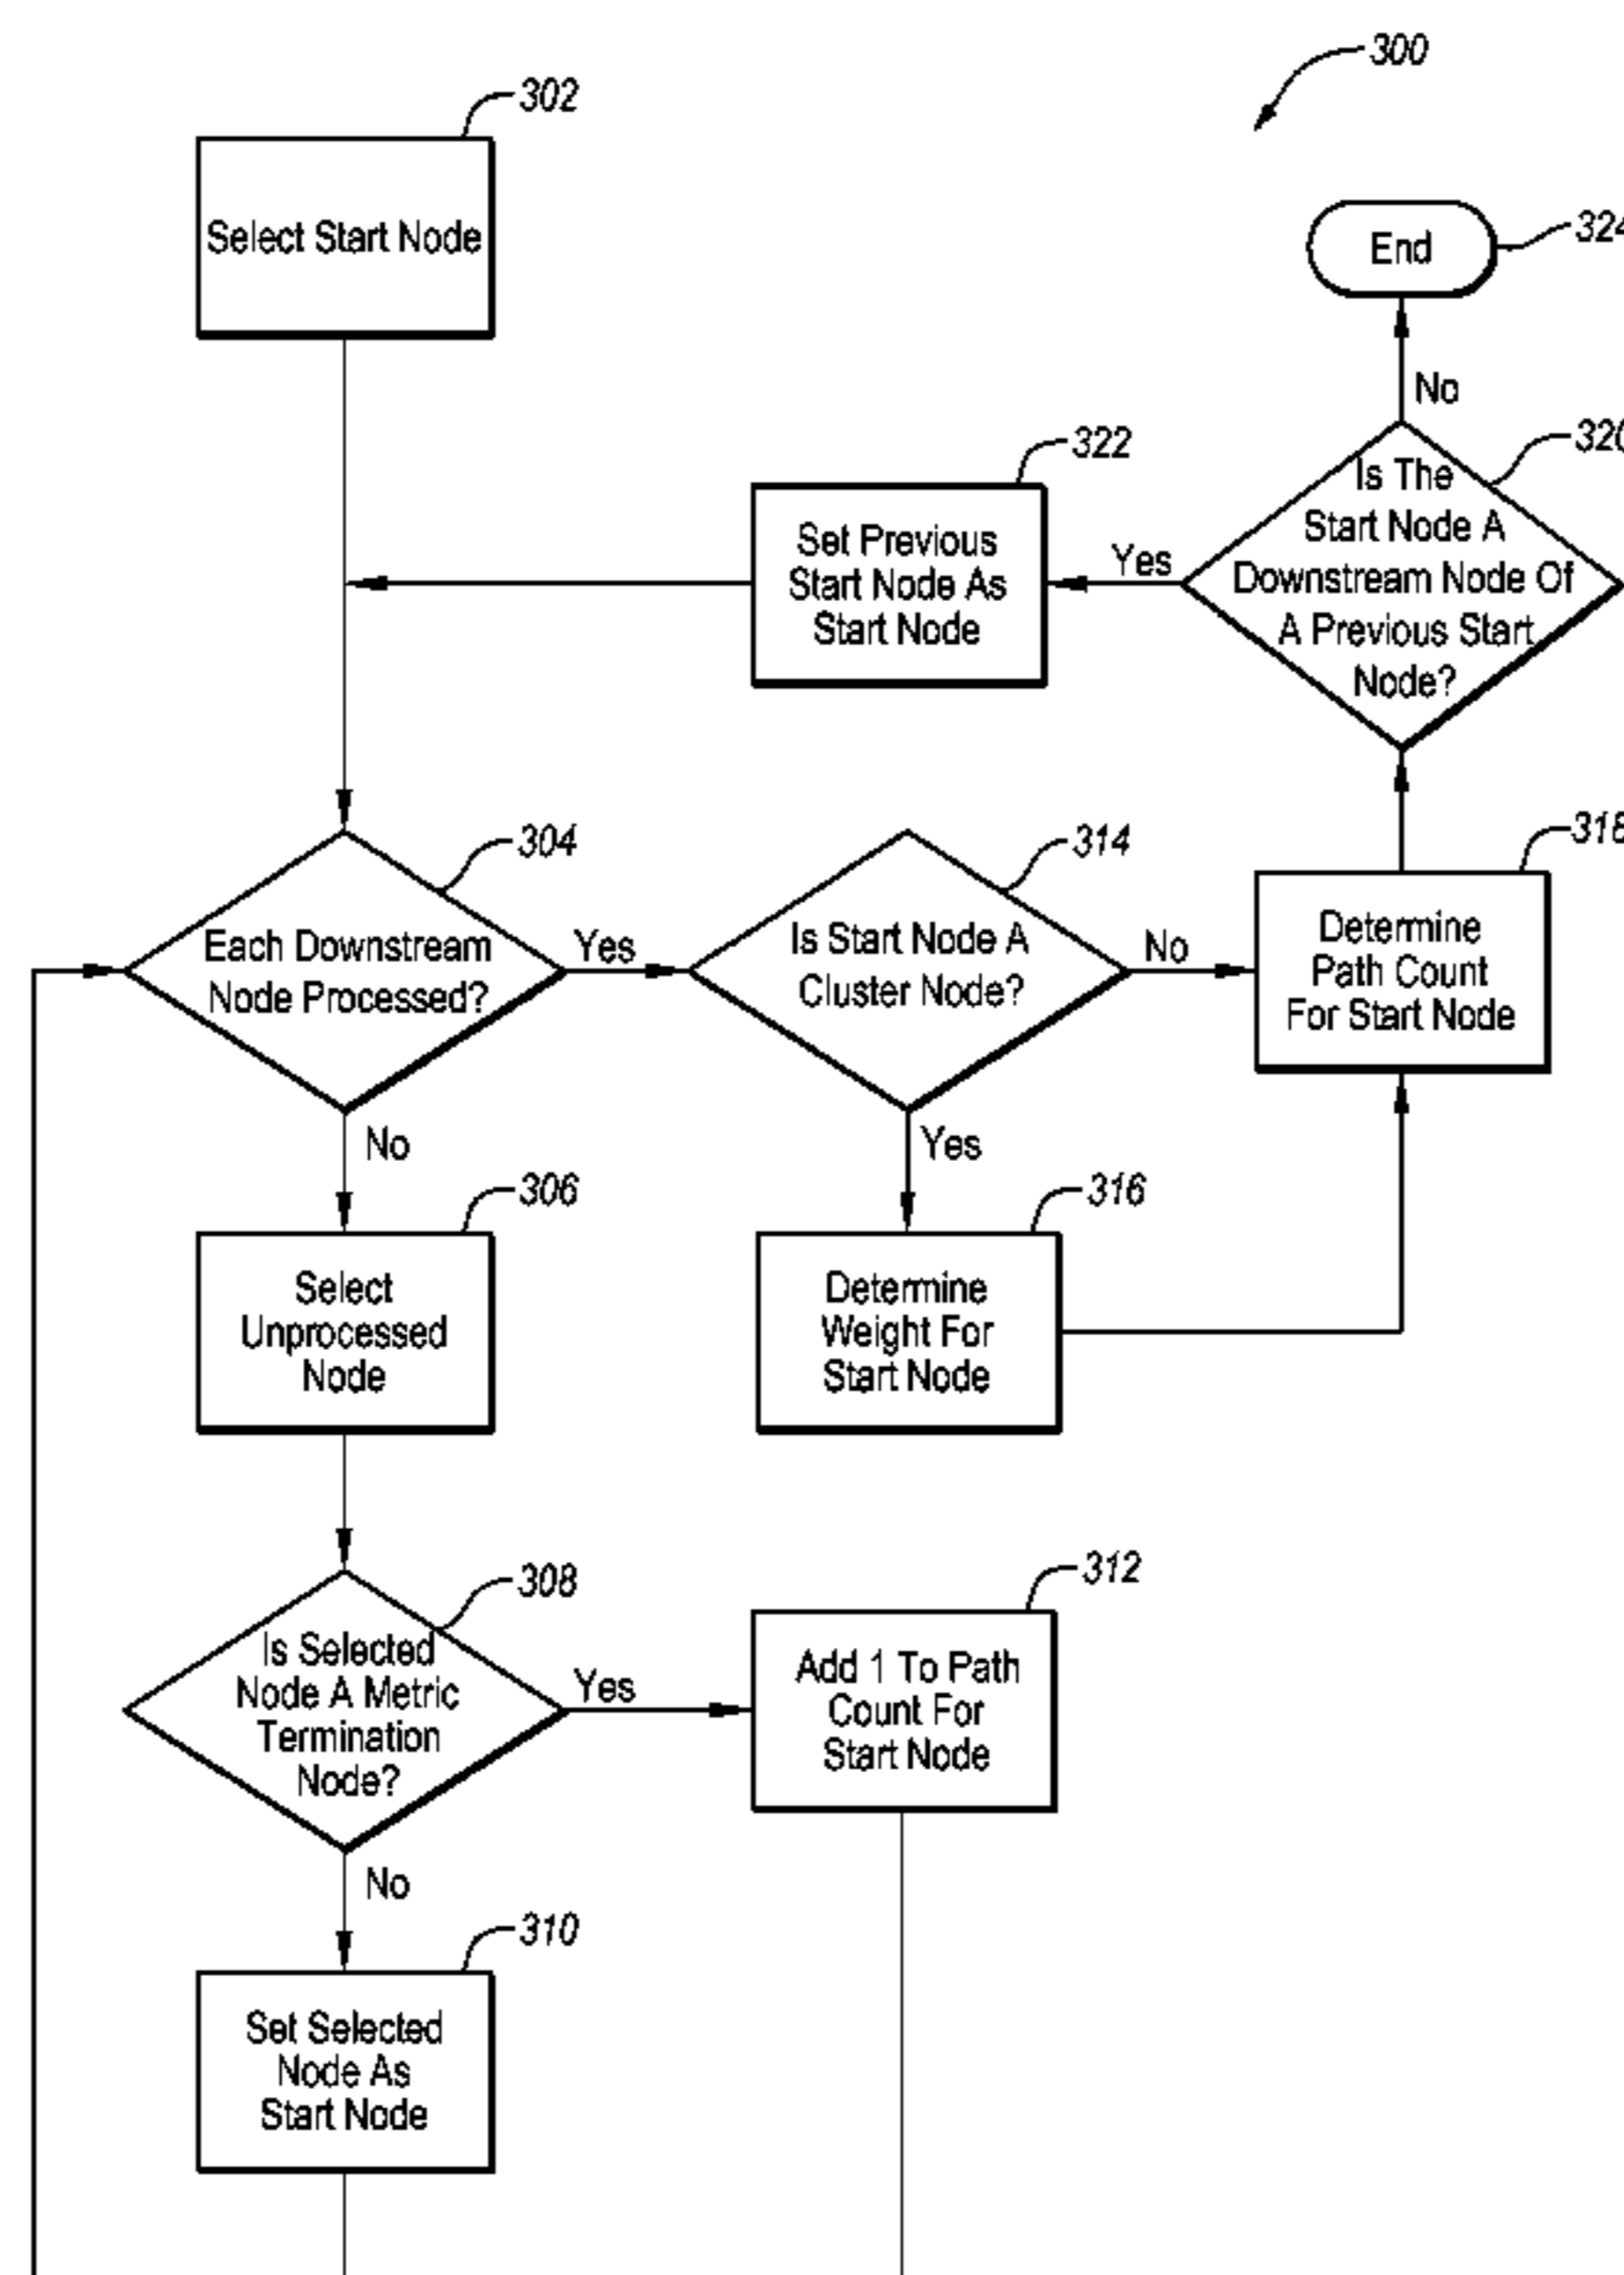 300
302
Select Start Node
End
324
No
320
Is The
Start Node A
Downstream Node Of
A Previous Start
Node?
Yes
322
Set Previous
Start Node As
Start Node
304
Each Downstream
Node Processed?
Yes
314
Is Start Node A
Cluster Node?
No
318
Determine
Path Count
For Start Node
No
Yes
306
Select
Unprocessed
Node
316
Determine
Weight For
Start Node
308
Is Selected
Node A Metric
Termination
Node?
Yes
312
Add 1 To Path
Count For
Start Node
No
310
Set Selected
Node As
Start Node